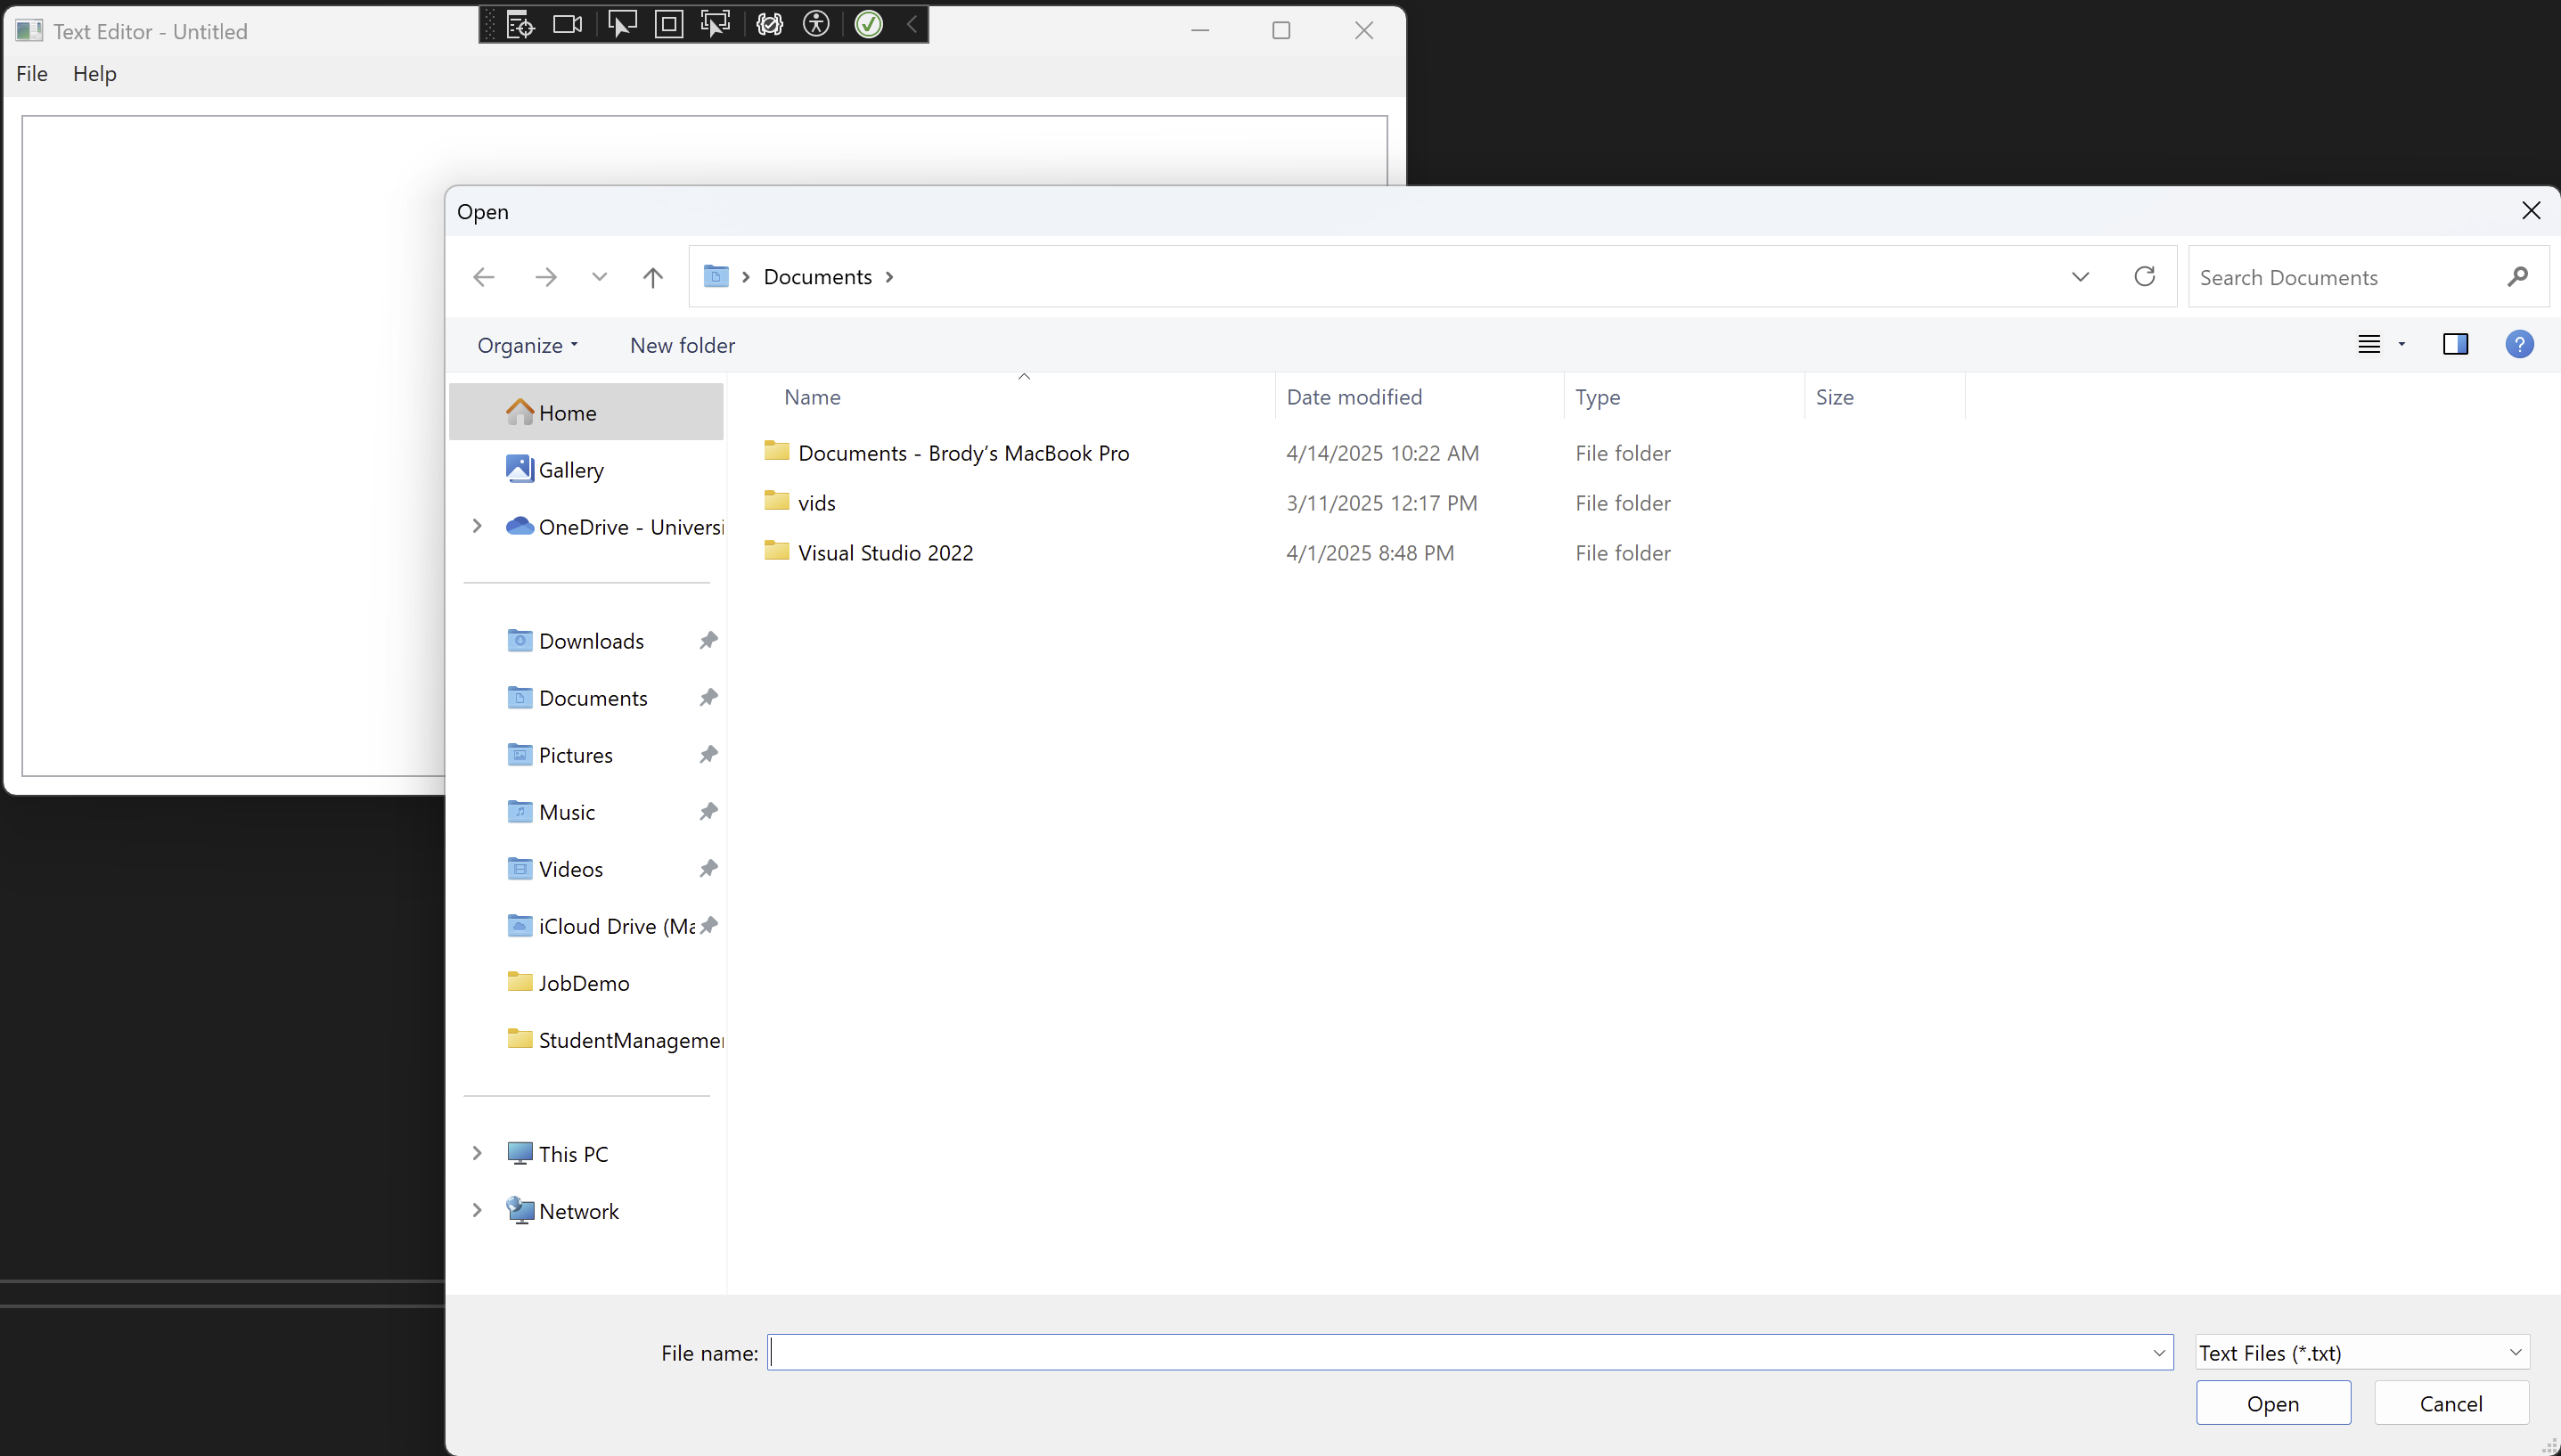 Text Editor - Untitled
File Help
Open
Documents
Search Documents
Organize New folder
?
Name Date modified Type Size
Home
Documents - Brody’s MacBook Pro 4/14/2025 10:22 AM File folder
Gallery
vids 3/11/2025 12:17 PM File folder
OneDrive - Universi
Visual Studio 2022 4/1/2025 8:48 PM File folder
Downloads
Documents
Pictures
Music
Videos
iCloud Drive (Ma
JobDemo
StudentManagemen
This PC
Network
File name: Text Files (*.txt)
Open Cancel